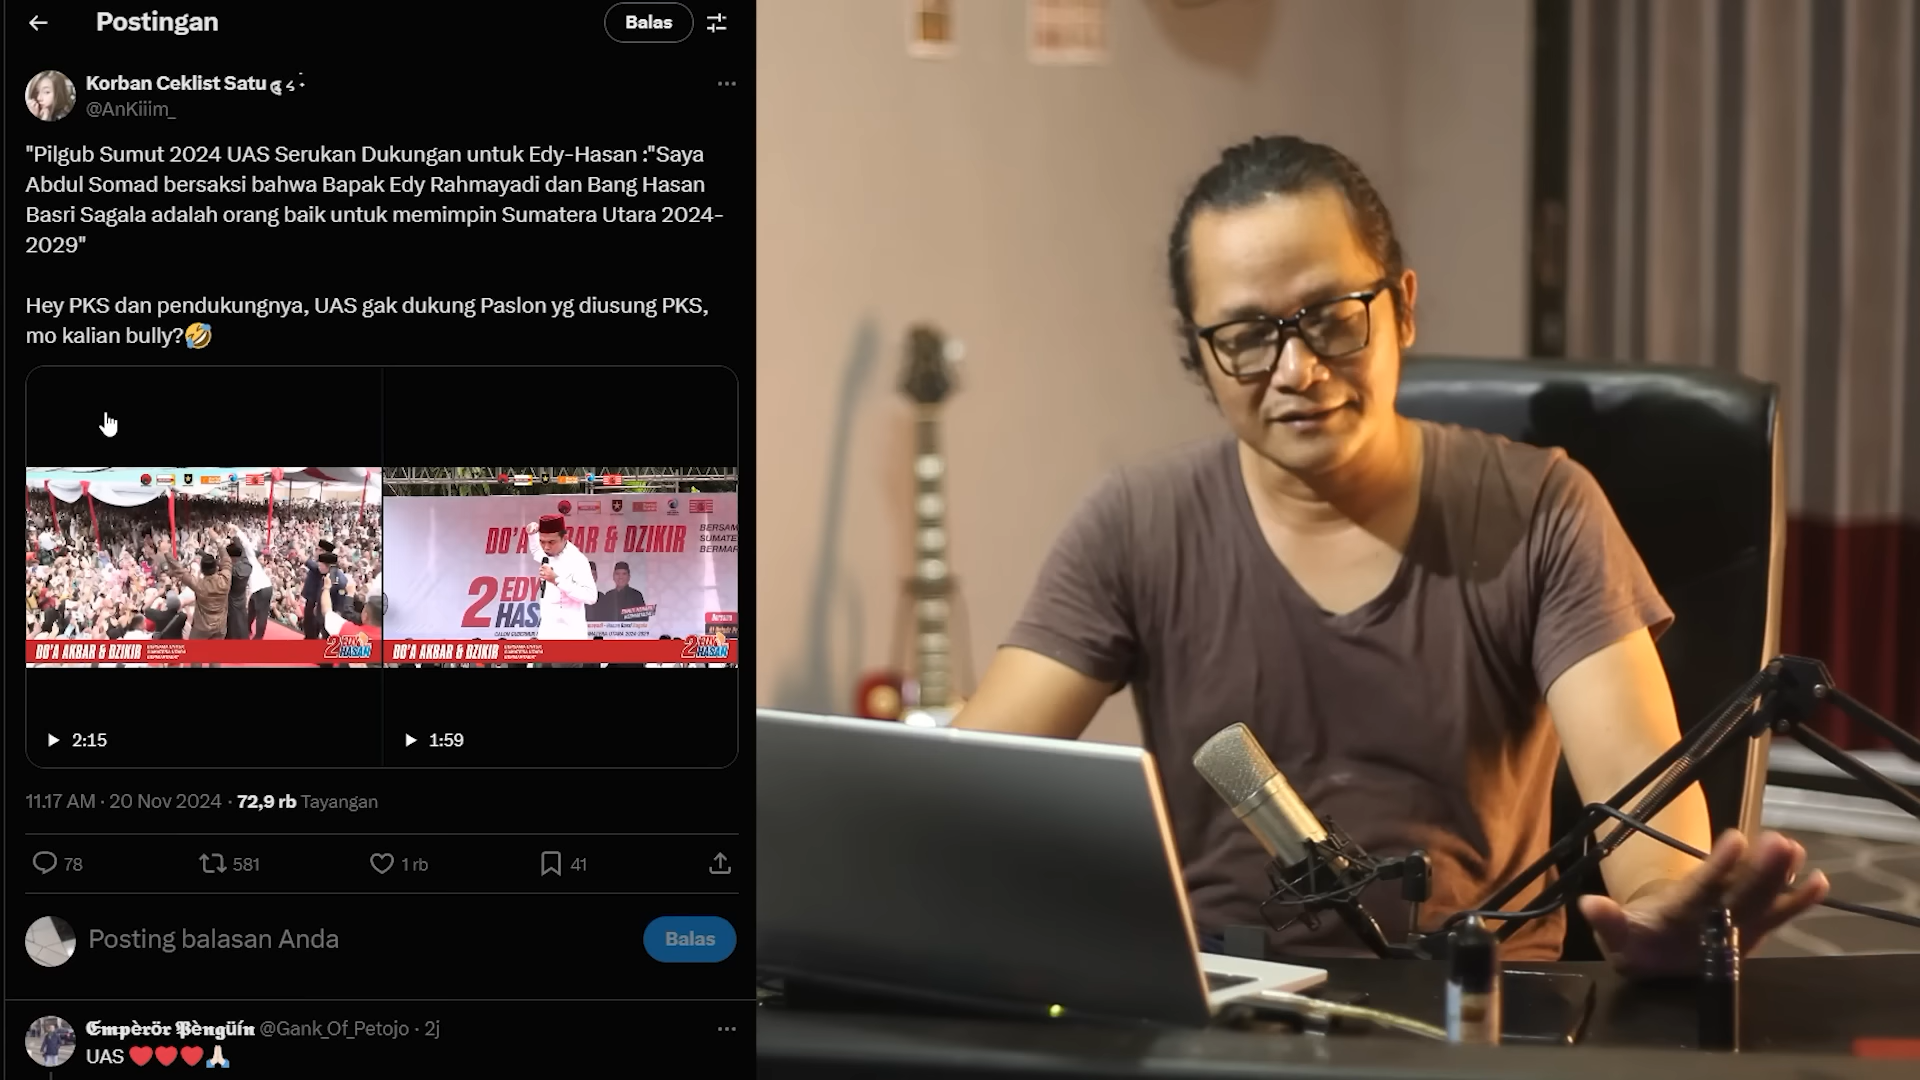 Postingan
Balas
Korban Ceklist Satu
@AnKiiim_
"Pilgub Sumut 2024 UAS Serukan Dukungan untuk Edy-Hasan :"Saya
Abdul Somad bersaksi bahwa Bapak Edy Rahmayadi dan Bang Hasan
Basri Sagala adalah orang baik untuk memimpin Sumatera Utara 2024-
2029"
Hey PKS dan pendukungnya, UAS gak dukung Paslon yg diusung PKS,
mo kalian bully?🤣
DO'A AKBAR & DZIKIR
2 EDY
HASAN
2:15
DO'A AKBAR & DZIKIR
BERSAM
SUMATE
BERMAR
2 EDY
HAS
DO'A AKBAR & DZIKIR
2 EDY
HASAN
1:59
11.17 AM · 20 Nov 2024 · 72,9 rb Tayangan
78
581
1 rb
41
Posting balasan Anda
Balas
𝕰𝖒𝖕è𝖗ö𝖗 𝕻è𝖓𝖌üí𝖓 @Gank_Of_Petojo · 2j
UAS ❤️❤️❤️🙏🏻